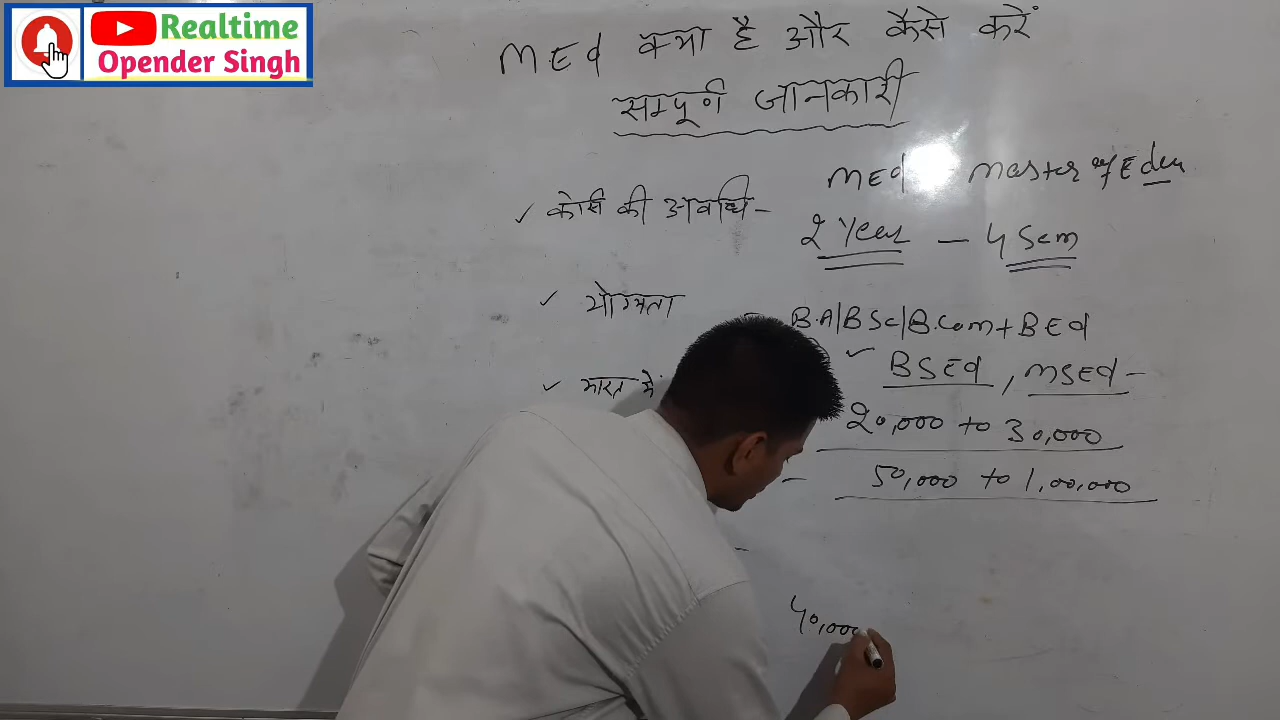 Realtime
Opender Singh
MEd क्या है और कैसे करें
सम्पूर्ण जानकारी
MEd - Master of Edu
✓ कोर्स की अवधि -
2 Year - 4 Sem
✓ योग्यता - B.A|BSc|B.Com + BEd
✓ BSEd, MSEd -
✓ भारत में
20,000 to 30,000
- 50,000 to 1,00,000
-
40,000